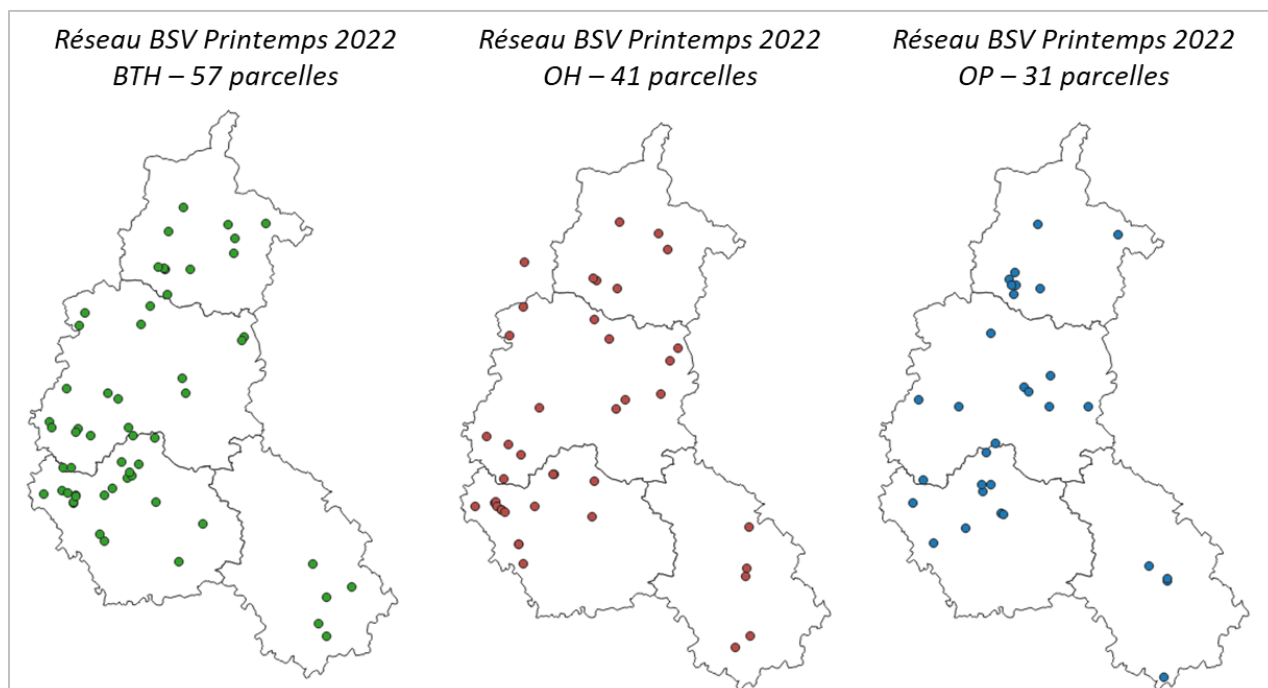 Réseau BSV Printemps 2022
BTH – 57 parcelles
Réseau BSV Printemps 2022
OH – 41 parcelles
Réseau BSV Printemps 2022
OP – 31 parcelles